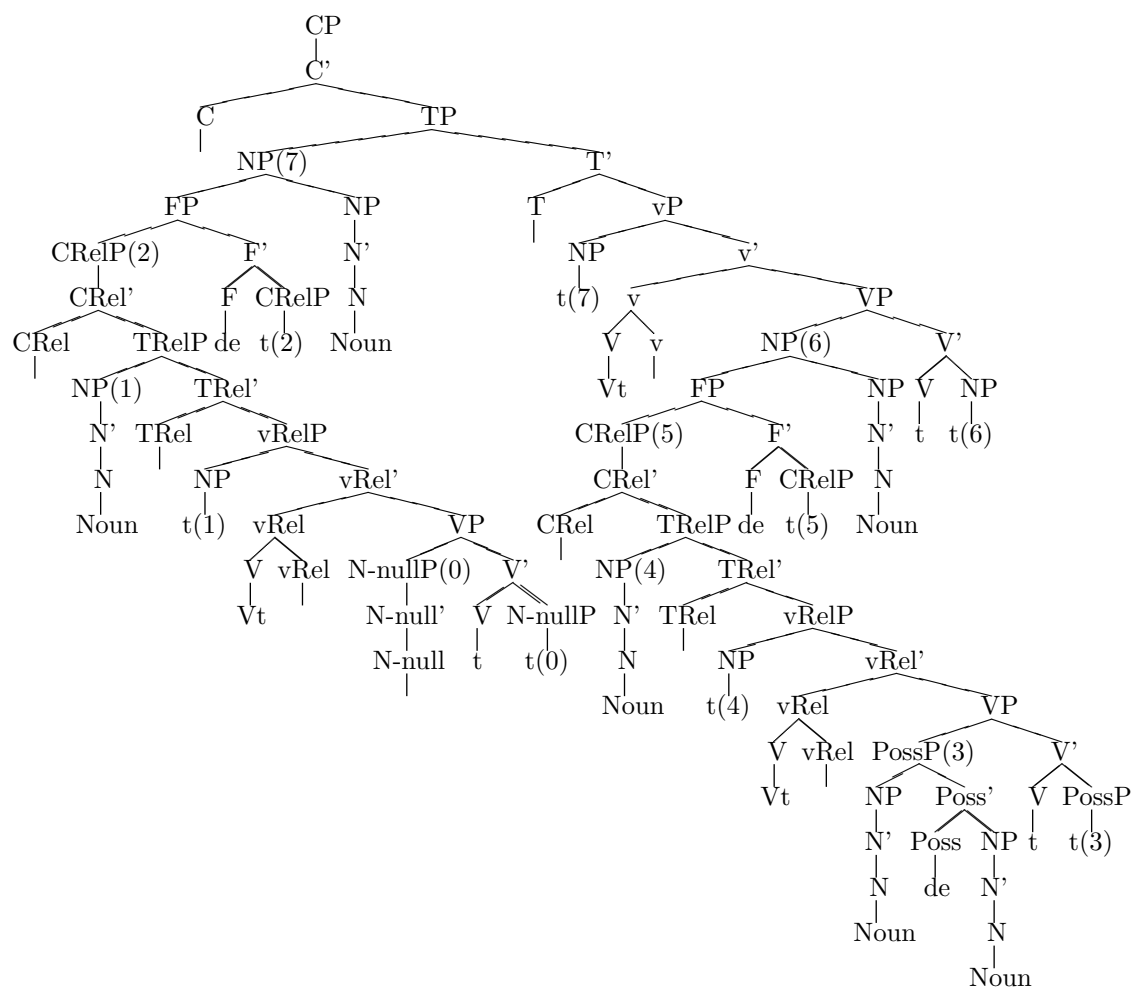 CP
C'
C TP
NP(7) T'
FP NP T vP
CRelP(2) F' N' NP v'
CRel' F CRelP N t(7) v VP
CRel TRelP de t(2) Noun V v NP(6) V'
NP(1) TRel' Vt FP NP V NP
N' TRel vRelP CRelP(5) F' N' t t(6)
N NP vRel' CRel' F CRelP N
Noun t(1) vRel VP CRel TRelP de t(5) Noun
V vRel N-nullP(0) V' NP(4) TRel'
Vt N-null' V N-nullP N' TRel vRelP
N-null t t(0) N NP vRel'
Noun t(4) vRel VP
V vRel PossP(3) V'
Vt NP Poss' V PossP
N' Poss NP t t(3)
N de N'
Noun N
Noun